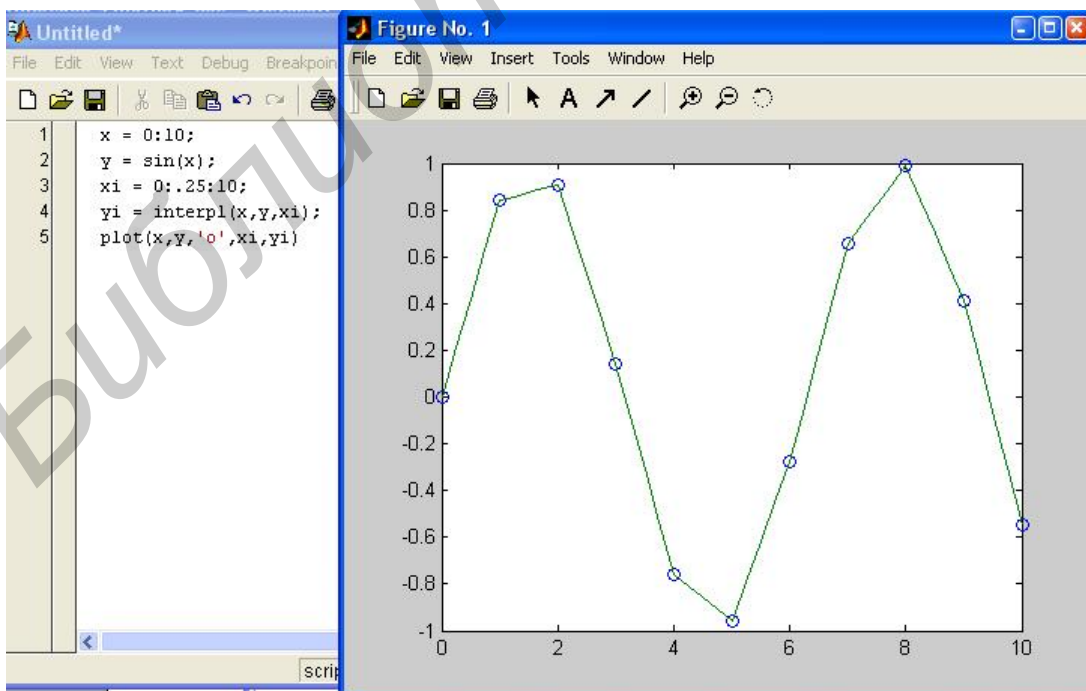 Untitled*
File Edit View Text Debug Breakpoin
1 x = 0:10;
2 y = sin(x);
3 xi = 0:.25:10;
4 yi = interp1(x,y,xi);
5 plot(x,y,'o',xi,yi)
scrip
Figure No. 1
File Edit View Insert Tools Window Help
1
0.8
0.6
0.4
0.2
0
-0.2
-0.4
-0.6
-0.8
-1
0 2 4 6 8 10
Библиот